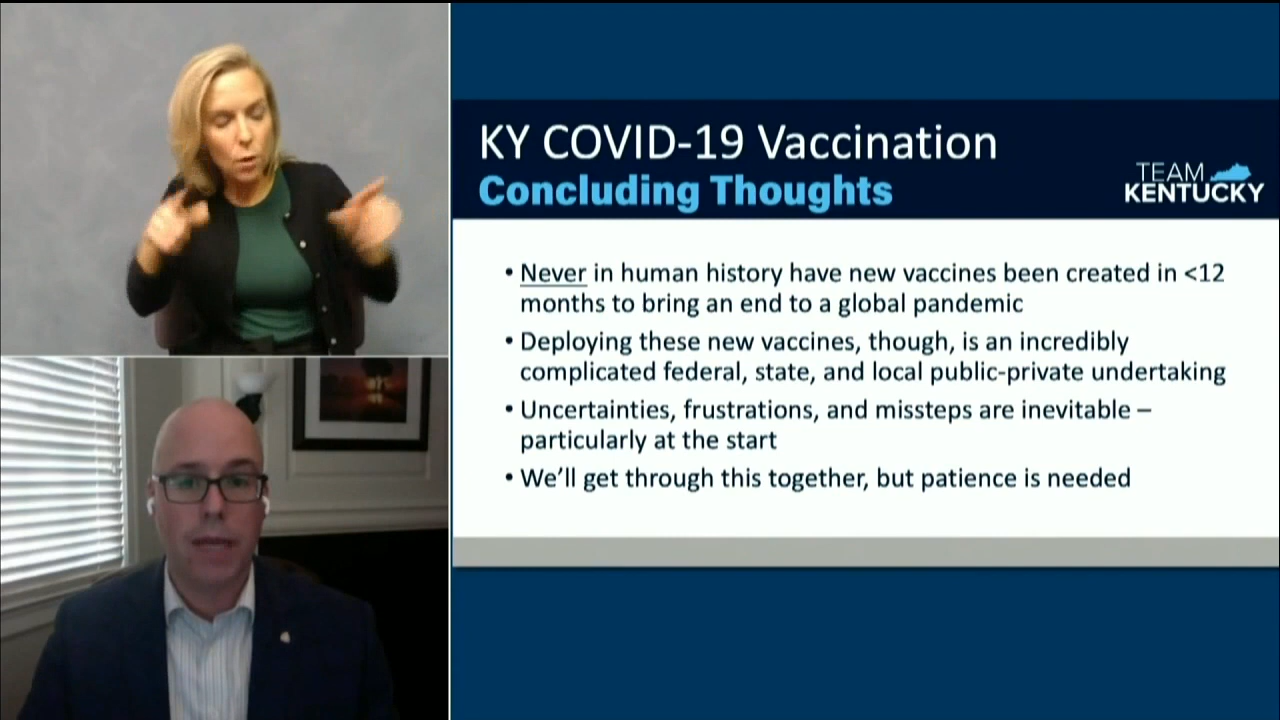 KY COVID-19 Vaccination
Concluding Thoughts
TEAM
KENTUCKY
• Never in human history have new vaccines been created in <12
months to bring an end to a global pandemic
• Deploying these new vaccines, though, is an incredibly
complicated federal, state, and local public-private undertaking
• Uncertainties, frustrations, and missteps are inevitable –
particularly at the start
• We’ll get through this together, but patience is needed